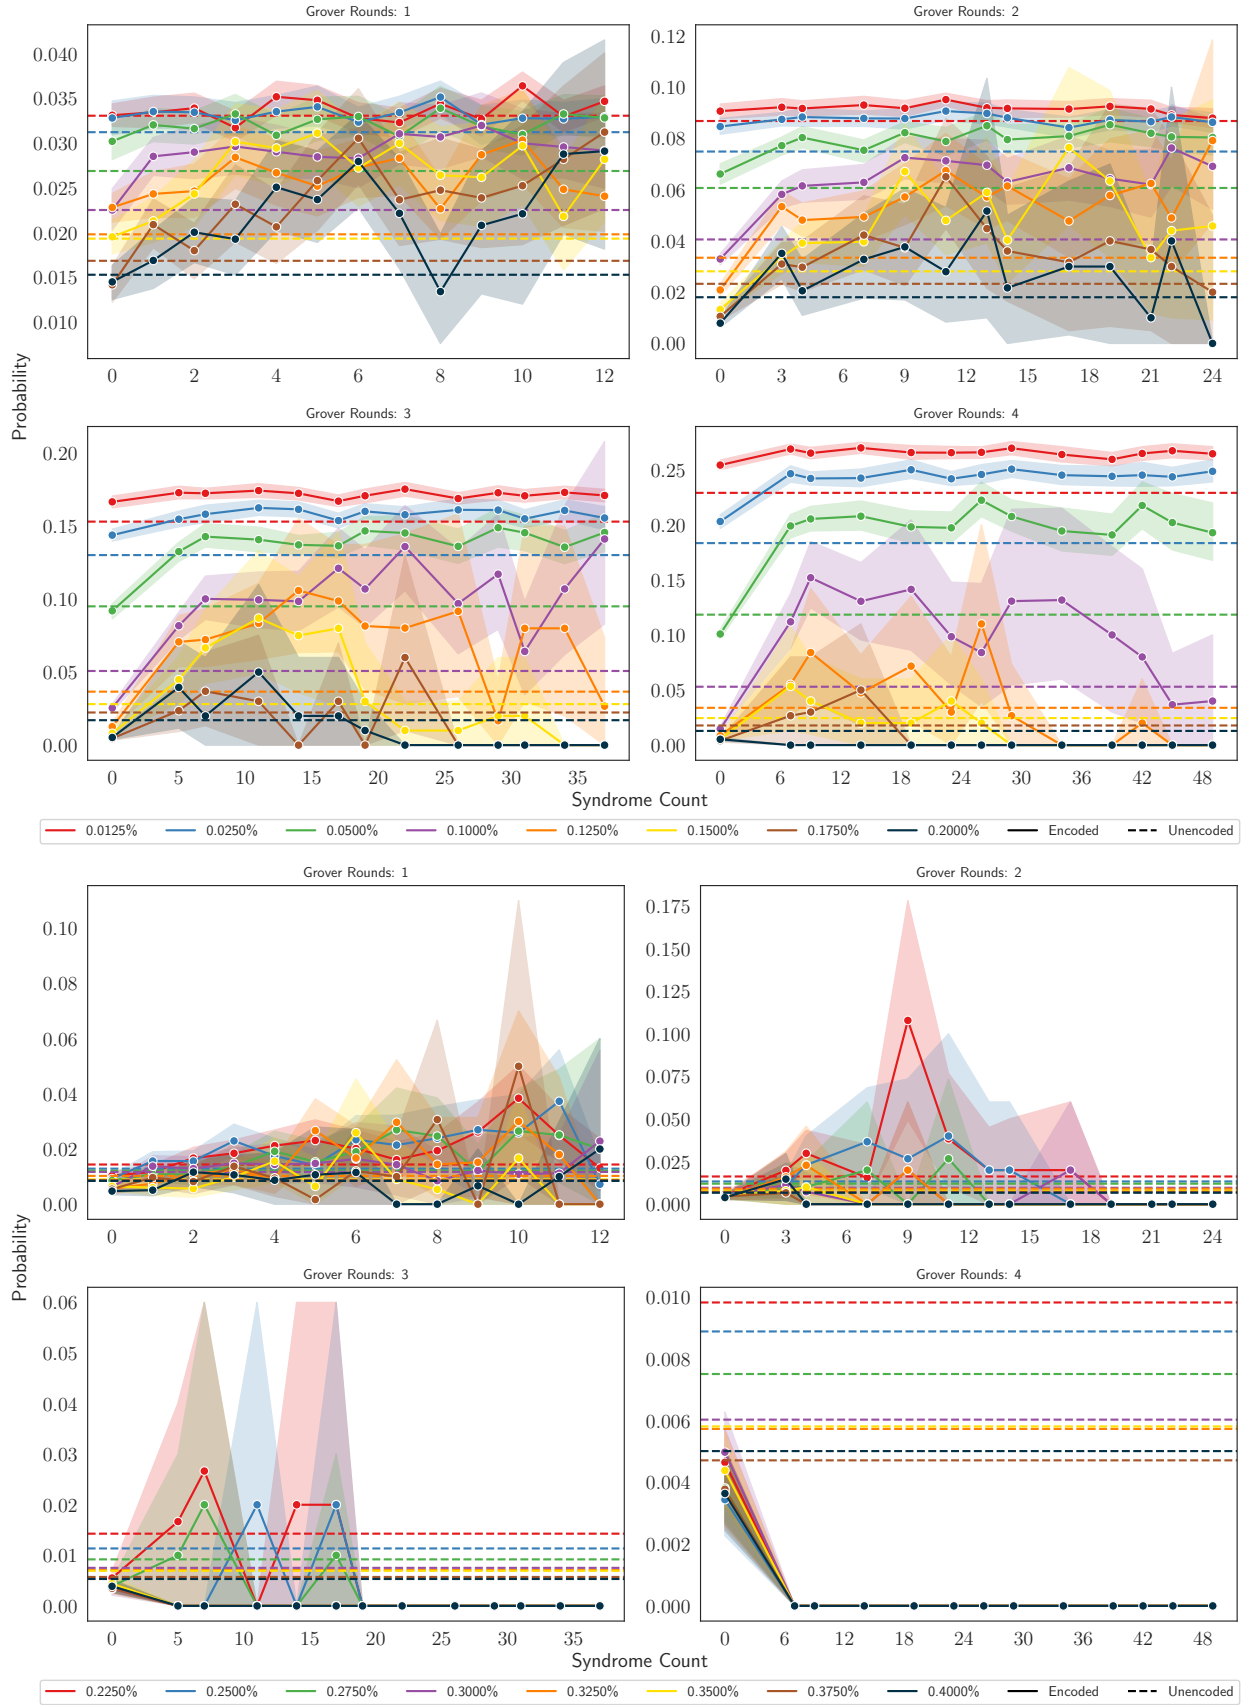 Grover Rounds: 1
Grover Rounds: 2
0.040
0.035
0.030
0.025
0.020
0.015
0.010
0.12
0.10
0.08
0.06
0.04
0.02
0.00
0 2 4 6 8 10 12
0 3 6 9 12 15 18 21 24
Probability
Grover Rounds: 3
Grover Rounds: 4
0.20
0.15
0.10
0.05
0.00
0.25
0.20
0.15
0.10
0.05
0.00
0 5 10 15 20 25 30 35
0 6 12 18 24 30 36 42 48
Syndrome Count
0.0125% 0.0250% 0.0500% 0.1000% 0.1250% 0.1500% 0.1750% 0.2000% Encoded Unencoded
Grover Rounds: 1
Grover Rounds: 2
0.10
0.08
0.06
0.04
0.02
0.00
0.175
0.150
0.125
0.100
0.075
0.050
0.025
0.000
0 2 4 6 8 10 12
0 3 6 9 12 15 18 21 24
Probability
Grover Rounds: 3
Grover Rounds: 4
0.06
0.05
0.04
0.03
0.02
0.01
0.00
0.010
0.008
0.006
0.004
0.002
0.000
0 5 10 15 20 25 30 35
0 6 12 18 24 30 36 42 48
Syndrome Count
0.2250% 0.2500% 0.2750% 0.3000% 0.3250% 0.3500% 0.3750% 0.4000% Encoded Unencoded